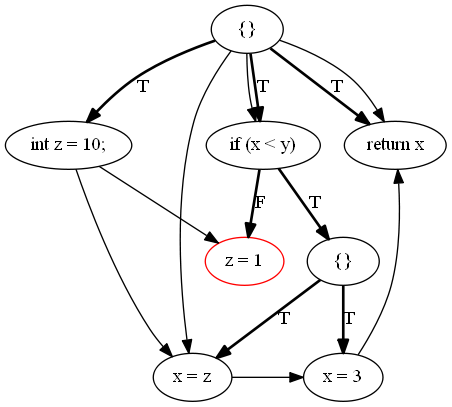 {}
T
T
T
int z = 10;
if (x < y)
return x
F
T
z = 1
{}
T
T
x = z
x = 3